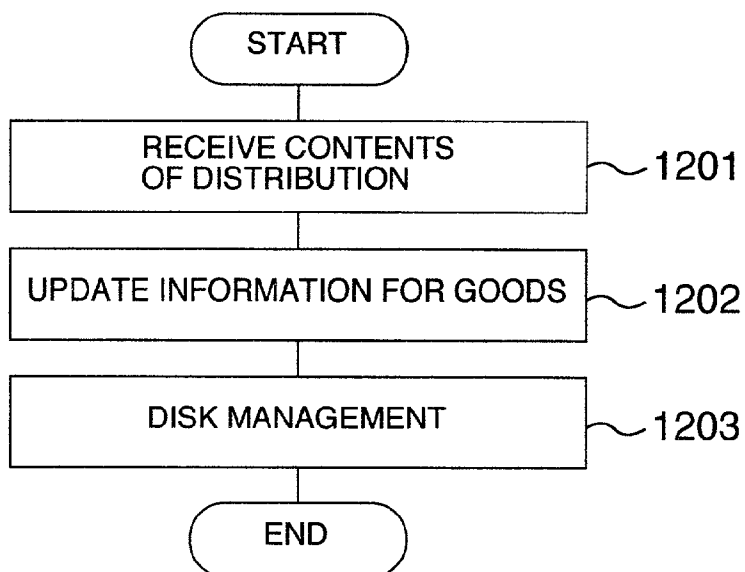 START
RECEIVE CONTENTS
OF DISTRIBUTION
1201
UPDATE INFORMATION FOR GOODS
1202
DISK MANAGEMENT
1203
END